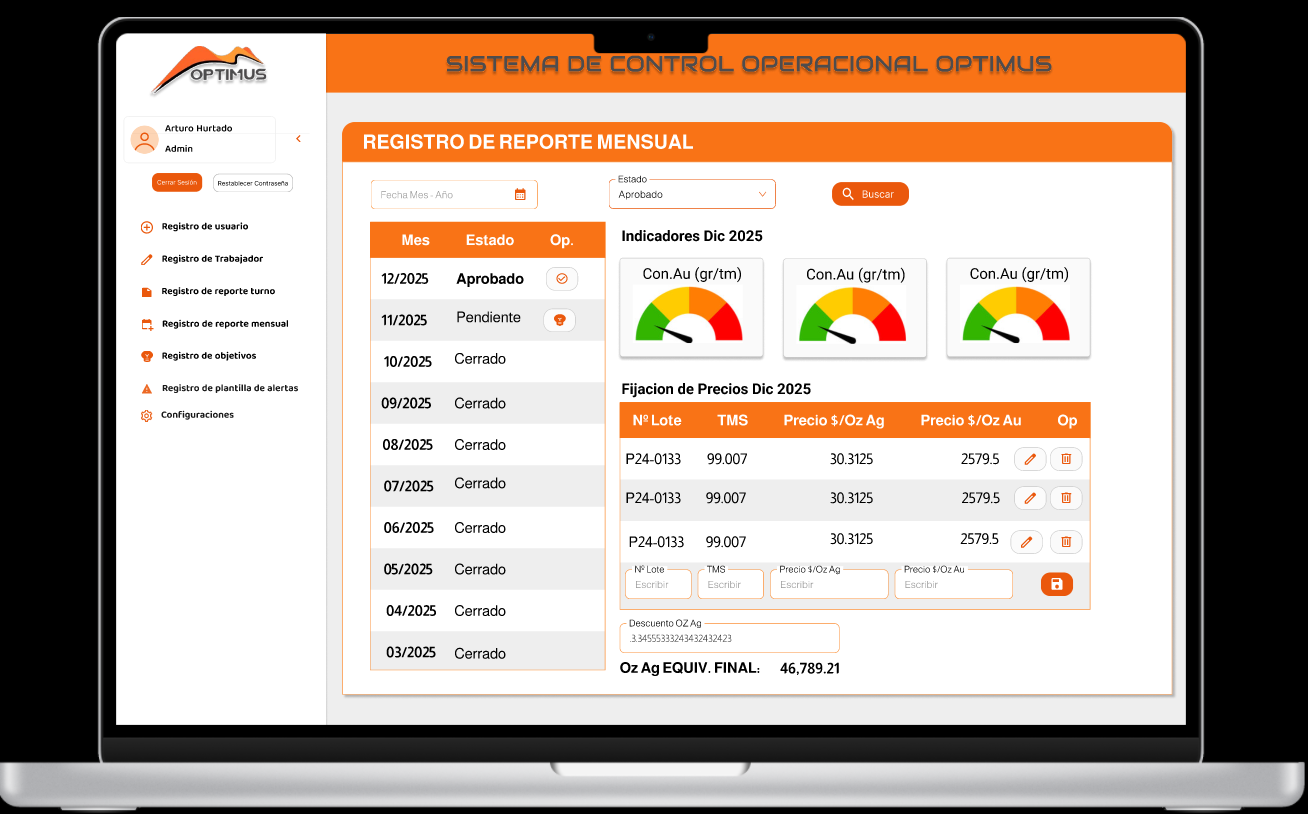 OPTIMUS
SISTEMA DE CONTROL OPERACIONAL OPTIMUS
Arturo Hurtado
Admin
Cerrar Sesión
Restablecer Contraseña
Registro de usuario
Registro de Trabajador
Registro de reporte turno
Registro de reporte mensual
Registro de objetivos
Registro de plantilla de alertas
Configuraciones
REGISTRO DE REPORTE MENSUAL
Fecha Mes - Año
Estado
Aprobado
Buscar
Mes Estado Op.
12/2025 Aprobado
11/2025 Pendiente
10/2025 Cerrado
09/2025 Cerrado
08/2025 Cerrado
07/2025 Cerrado
06/2025 Cerrado
05/2025 Cerrado
04/2025 Cerrado
03/2025 Cerrado
Indicadores Dic 2025
Con.Au (gr/tm) Con.Au (gr/tm) Con.Au (gr/tm)
Fijacion de Precios Dic 2025
Nº Lote TMS Precio $/Oz Ag Precio $/Oz Au Op
P24-0133 99.007 30.3125 2579.5
P24-0133 99.007 30.3125 2579.5
P24-0133 99.007 30.3125 2579.5
Nº Lote TMS Precio $/Oz Ag Precio $/Oz Au
Escribir Escribir Escribir Escribir
Descuento OZ Ag
.3.34555333243432432423
Oz Ag EQUIV. FINAL: 46,789.21